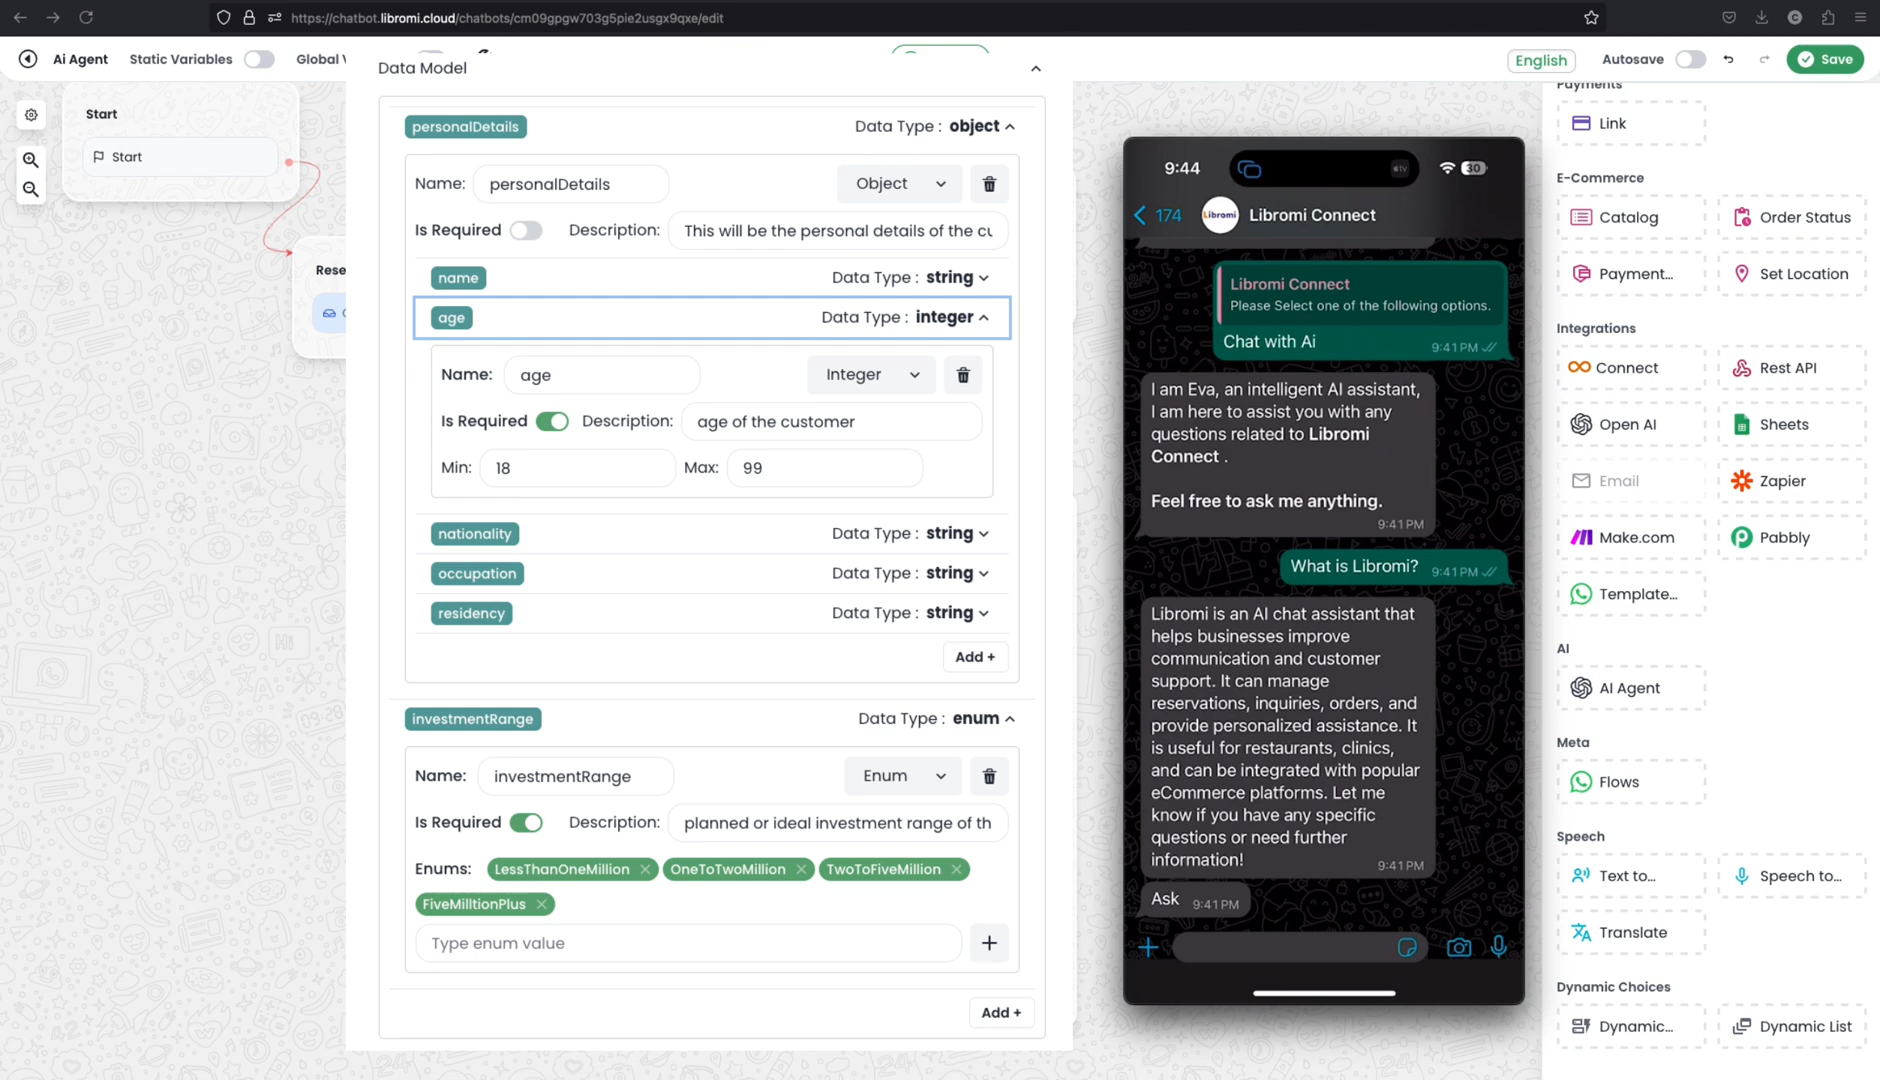 https://chatbot.libromi.cloud/chatbots/cm09gpgw703g5pie2usgx9qxe/edit
Ai Agent
Static Variables
Global V
English
Autosave
Save
Start
Start
Rese
Data Model
personalDetails
Data Type : object
Name: personalDetails
Object
Is Required
Description: This will be the personal details of the cu
name
Data Type : string
age
Data Type : integer
Name: age
Integer
Is Required
Description: age of the customer
Min: 18
Max: 99
nationality
Data Type : string
occupation
Data Type : string
residency
Data Type : string
Add +
investmentRange
Data Type : enum
Name: investmentRange
Enum
Is Required
Description: planned or ideal investment range of th
Enums: LessThanOneMillion OneToTwoMillion TwoToFiveMillion
FiveMilltionPlus
Type enum value
Add +
9:44
30
174
Libromi
Libromi Connect
Libromi Connect
Please Select one of the following options.
Chat with Ai
9:41 PM
I am Eva, an intelligent AI assistant,
I am here to assist you with any
questions related to Libromi
Connect .
Feel free to ask me anything.
9:41 PM
What is Libromi?
9:41 PM
Libromi is an AI chat assistant that
helps businesses improve
communication and customer
support. It can manage
reservations, inquiries, orders, and
provide personalized assistance. It
is useful for restaurants, clinics,
and can be integrated with popular
eCommerce platforms. Let me
know if you have any specific
questions or need further
information!
9:41 PM
Ask
9:41 PM
Payments
Link
E-Commerce
Catalog
Order Status
Payment...
Set Location
Integrations
Connect
Rest API
Open AI
Sheets
Email
Zapier
Make.com
Pabbly
Template...
AI
AI Agent
Meta
Flows
Speech
Text to...
Speech to...
Translate
Dynamic Choices
Dynamic...
Dynamic List